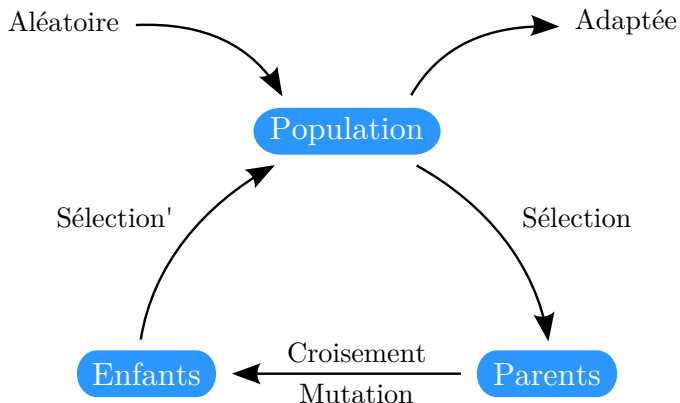 Aléatoire
Adaptée
Population
Sélection'
Sélection
Croisement
Enfants
Parents
Mutation